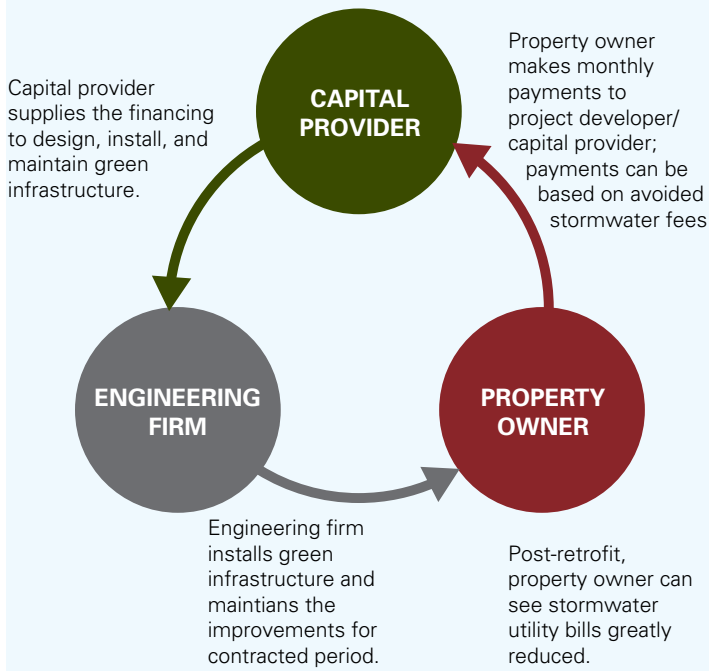 Capital provider
supplies the financing
to design, install, and
maintain green
infrastructure.
CAPITAL
PROVIDER
Property owner
makes monthly
payments to
project developer/
capital provider;
payments can be
based on avoided
stormwater fees
ENGINEERING
FIRM
PROPERTY
OWNER
Engineering firm
installs green
infrastructure and
maintians the
improvements for
contracted period.
Post-retrofit,
property owner can
see stormwater
utility bills greatly
reduced.